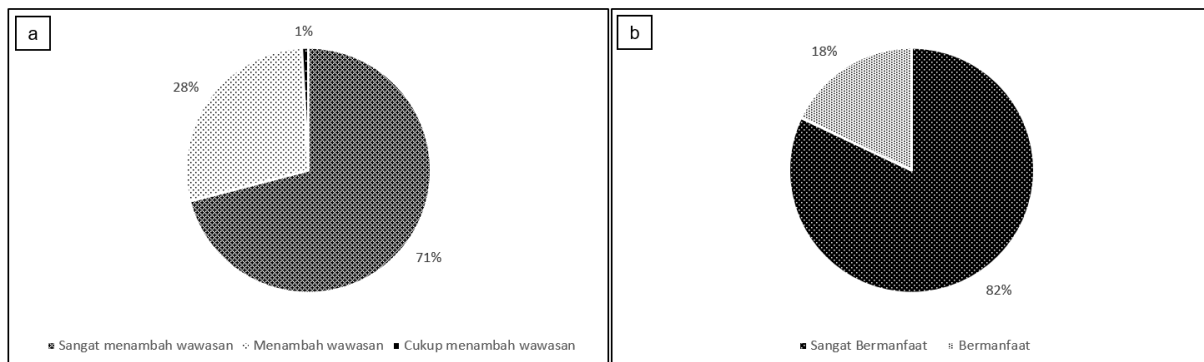 a
1%
28%
71%
Sangat menambah wawasan Menambah wawasan Cukup menambah wawasan
b
18%
82%
Sangat Bermanfaat Bermanfaat